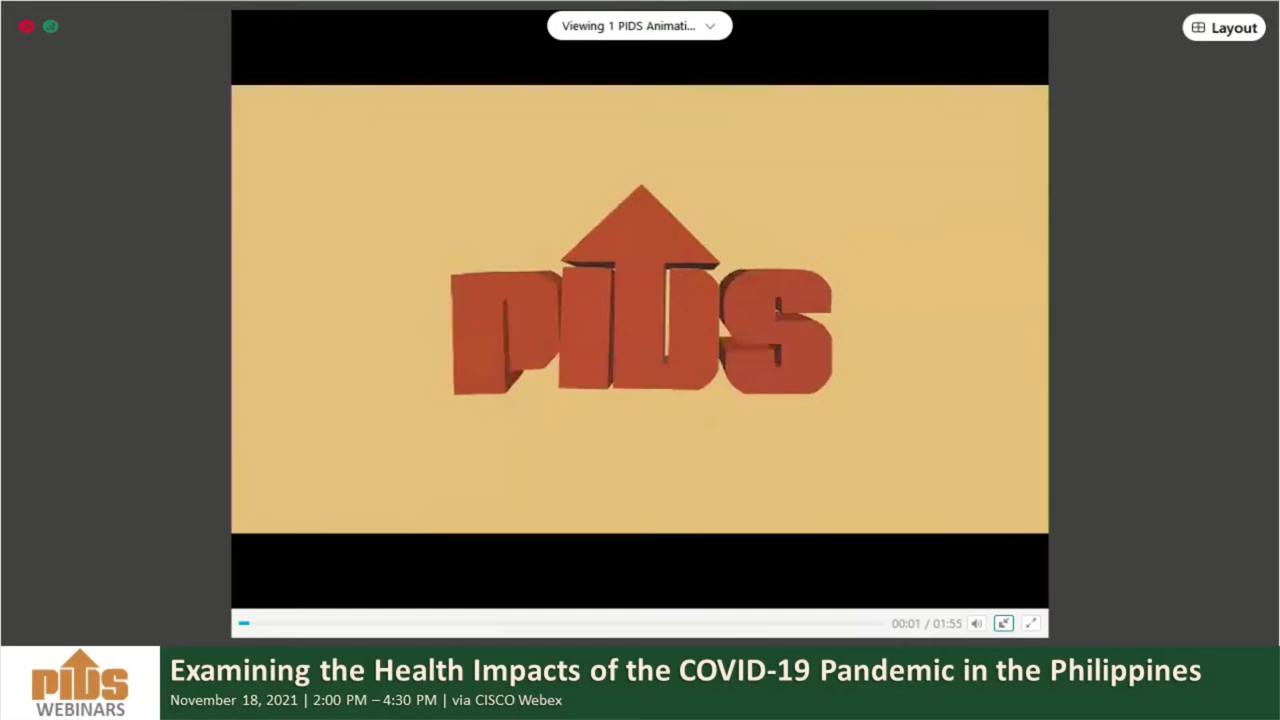 Viewing 1 PIDS Animati...
Layout
PIDS
00:01 / 01:55
PIDS
WEBINARS
Examining the Health Impacts of the COVID-19 Pandemic in the Philippines
November 18, 2021 | 2:00 PM – 4:30 PM | via CISCO Webex